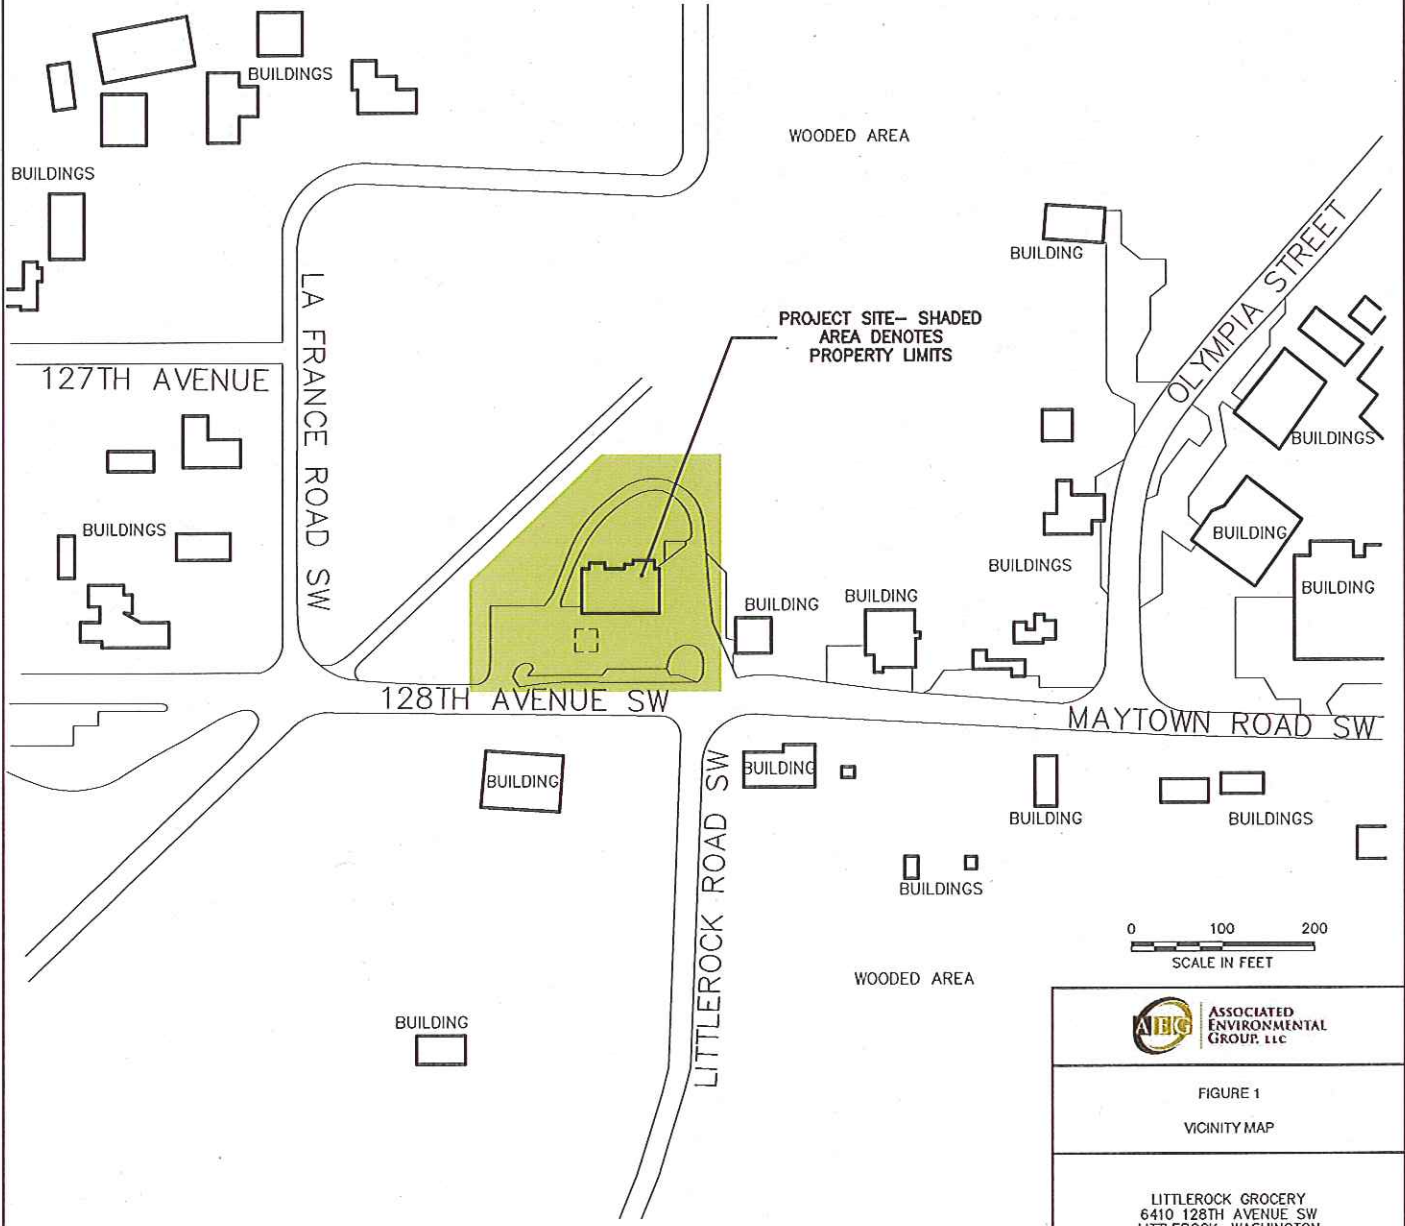 BUILDINGS
WOODED AREA
BUILDINGS
OLYMPIA STREET
BUILDING
LA FRANCE ROAD SW
PROJECT SITE- SHADED
AREA DENOTES
PROPERTY LIMITS
127TH AVENUE
BUILDINGS
BUILDINGS
BUILDING
BUILDINGS
BUILDING
BUILDING
BUILDING
128TH AVENUE SW
MAYTOWN ROAD SW
BUILDING
BUILDING
LITTLEROCK ROAD SW
BUILDING
BUILDINGS
BUILDINGS
0 100 200
SCALE IN FEET
WOODED AREA
BUILDING
AEG
ASSOCIATED
ENVIRONMENTAL
GROUP, LLC
FIGURE 1
VICINITY MAP
LITTLEROCK GROCERY
6410 128TH AVENUE SW
LITTLEROCK, WASHINGTON